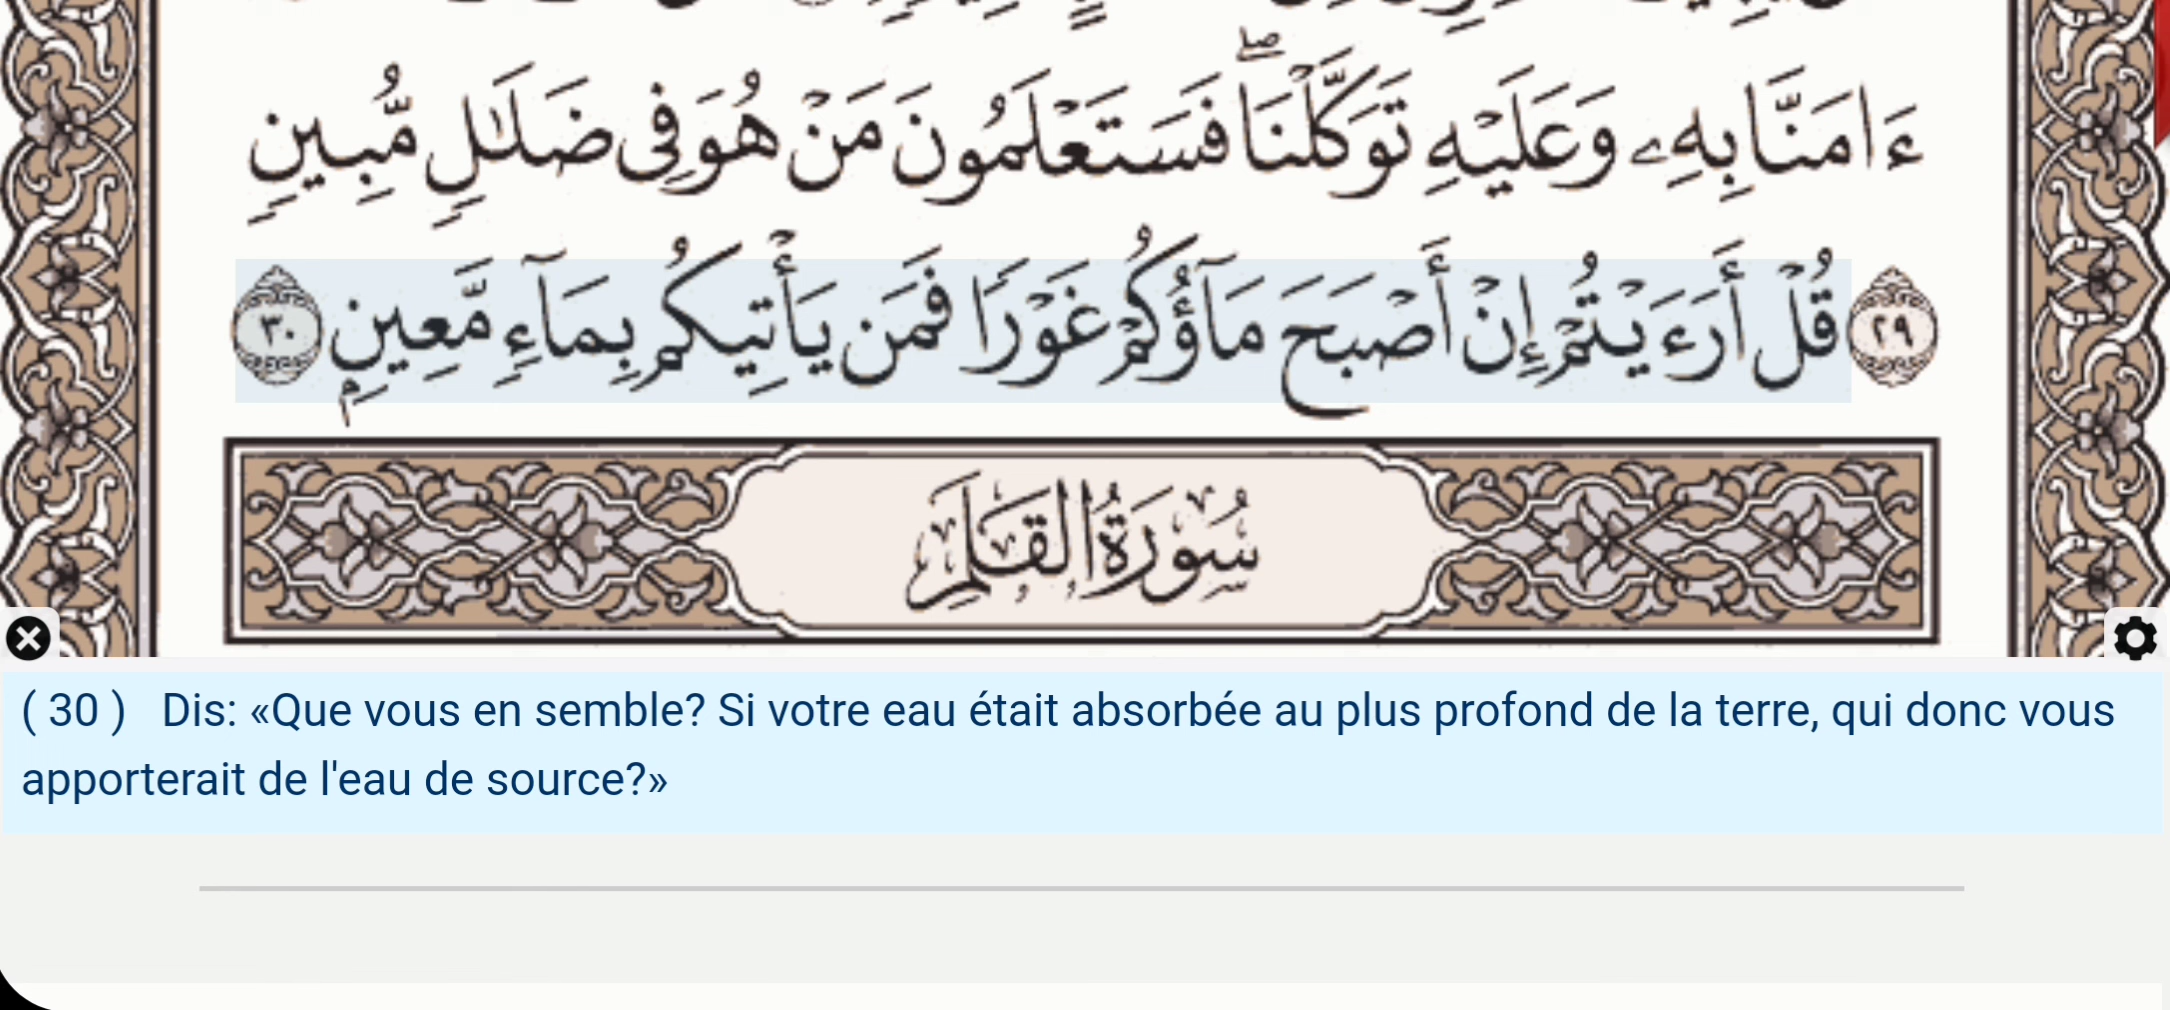 ءَامَنَّا بِهِۦ وَعَلَيْهِ تَوَكَّلْنَا ۖ فَسَتَعْلَمُونَ مَنْ هُوَ فِى ضَلَـٰلٍ مُّبِينٍ
٢٩ قُلْ أَرَءَيْتُمْ إِنْ أَصْبَحَ مَآؤُكُمْ غَوْرًا فَمَن يَأْتِيكُم بِمَآءٍ مَّعِينٍۭ ٣٠
سُورَةُ القَلَمِ
( 30 ) Dis: «Que vous en semble? Si votre eau était absorbée au plus profond de la terre, qui donc vous
apporterait de l'eau de source?»